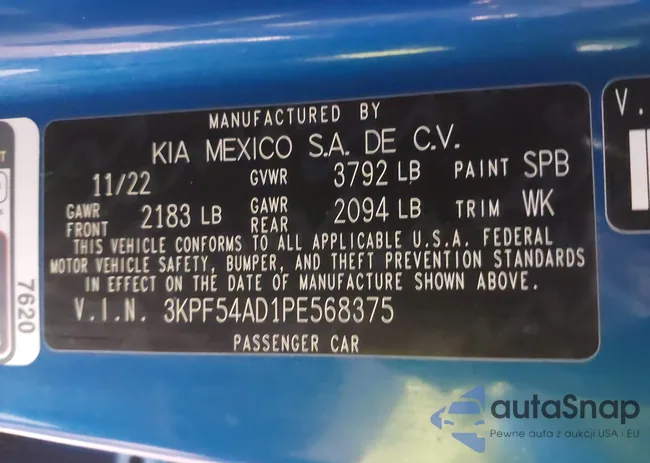 MANUFACTURED BY
KIA MEXICO S.A. DE C.V.
11/22 GVWR 3792 LB PAINT SPB
GAWR FRONT 2183 LB GAWR REAR 2094 LB TRIM WK
THIS VEHICLE CONFORMS TO ALL APPLICABLE U.S.A. FEDERAL
MOTOR VEHICLE SAFETY, BUMPER, AND THEFT PREVENTION STANDARDS
IN EFFECT ON THE DATE OF MANUFACTURE SHOWN ABOVE.
V.I.N. 3KPF54AD1PE568375
PASSENGER CAR
7620
V.
autaSnap
Pewne auta z aukcji USA i EU